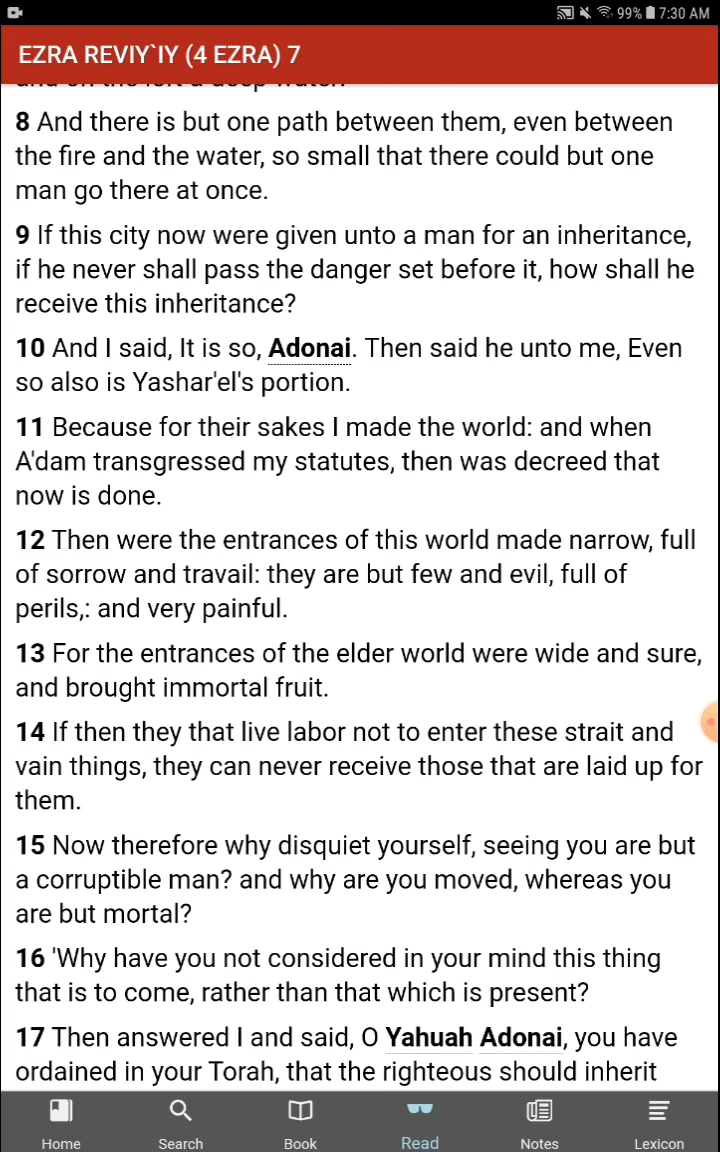 99% 7:30 AM
EZRA REVIY`IY (4 EZRA) 7
and on the left a deep water.
8 And there is but one path between them, even between
the fire and the water, so small that there could but one
man go there at once.
9 If this city now were given unto a man for an inheritance,
if he never shall pass the danger set before it, how shall he
receive this inheritance?
10 And I said, It is so, Adonai. Then said he unto me, Even
so also is Yashar'el's portion.
11 Because for their sakes I made the world: and when
A'dam transgressed my statutes, then was decreed that
now is done.
12 Then were the entrances of this world made narrow, full
of sorrow and travail: they are but few and evil, full of
perils,: and very painful.
13 For the entrances of the elder world were wide and sure,
and brought immortal fruit.
14 If then they that live labor not to enter these strait and
vain things, they can never receive those that are laid up for
them.
15 Now therefore why disquiet yourself, seeing you are but
a corruptible man? and why are you moved, whereas you
are but mortal?
16 'Why have you not considered in your mind this thing
that is to come, rather than that which is present?
17 Then answered I and said, O Yahuah Adonai, you have
ordained in your Torah, that the righteous should inherit
Home Search Book Read Notes Lexicon